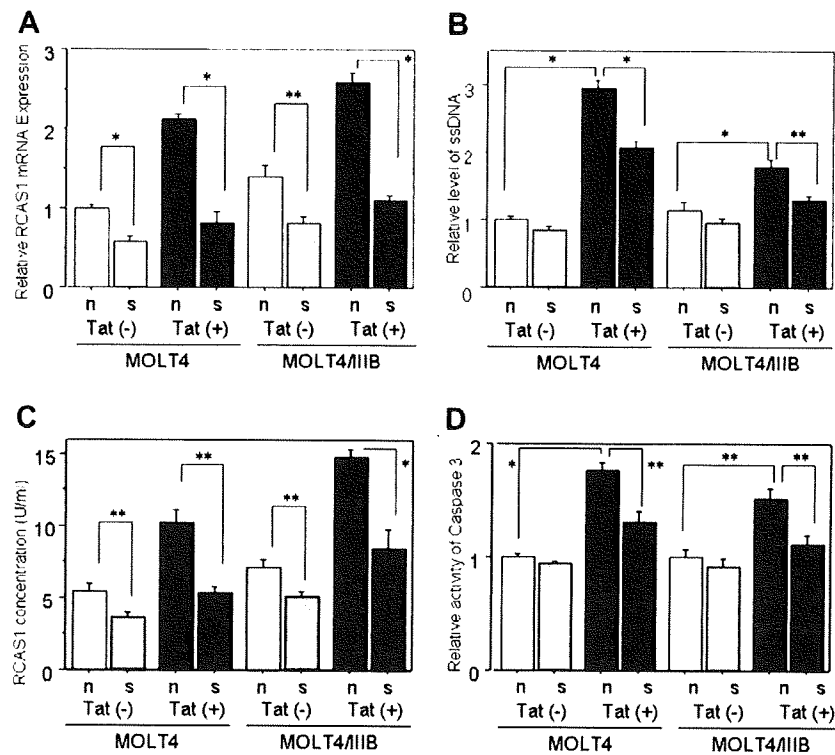 A
Relative RCAS1 mRNA Expression
3
2
1
0
* * ** *
n s n s n s n s
Tat (-) Tat (+) Tat (-) Tat (+)
MOLT4 MOLT4/IIIB
B
Relative level of ssDNA
3
2
1
0
* * * **
n s n s n s n s
Tat (-) Tat (+) Tat (-) Tat (+)
MOLT4 MOLT4/IIIB
C
RCAS1 concentration (U/ml)
15
10
5
0
** ** ** *
n s n s n s n s
Tat (-) Tat (+) Tat (-) Tat (+)
MOLT4 MOLT4/IIIB
D
Relative activity of Caspase 3
2
1
0
* ** ** **
n s n s n s n s
Tat (-) Tat (+) Tat (-) Tat (+)
MOLT4 MOLT4/IIIB